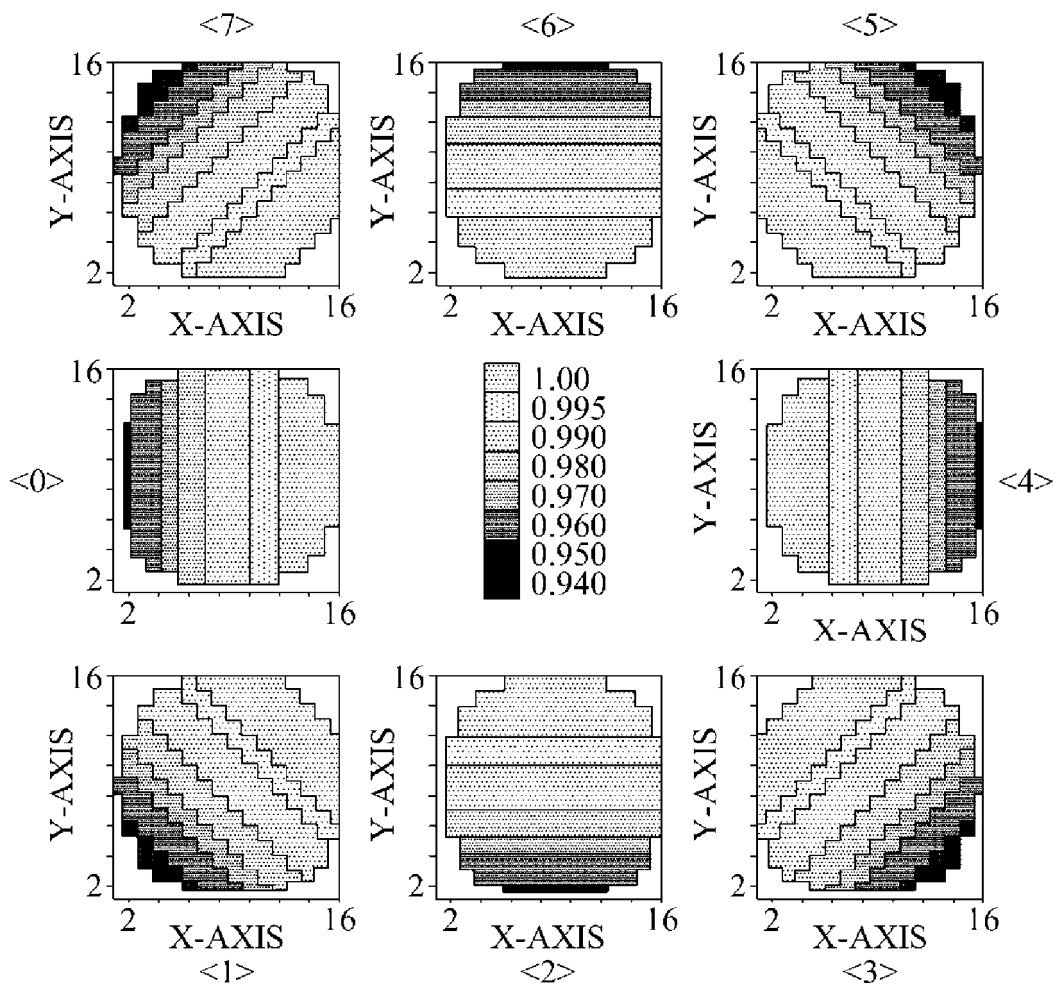 <7> <6> <5>
16 16 16
Y-AXIS Y-AXIS Y-AXIS
2 2 2
2 16 2 16 2 16
X-AXIS X-AXIS X-AXIS
16 16
1.00
0.995
0.990
0.980
0.970
0.960
0.950
0.940
<0> Y-AXIS <4>
2 2
2 16 2 16
X-AXIS
16 16 16
Y-AXIS Y-AXIS Y-AXIS
2 2 2
2 16 2 16 2 16
X-AXIS X-AXIS X-AXIS
<1> <2> <3>